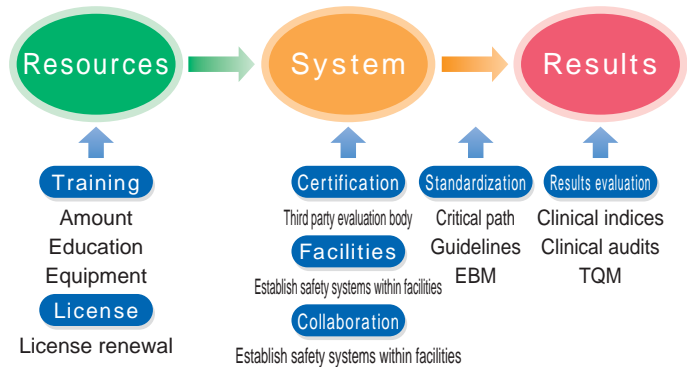 Resources
System
Results
Training
Amount
Education
Equipment
License
License renewal
Certification
Third party evaluation body
Facilities
Establish safety systems within facilities
Collaboration
Establish safety systems within facilities
Standardization
Critical path
Guidelines
EBM
Results evaluation
Clinical indices
Clinical audits
TQM